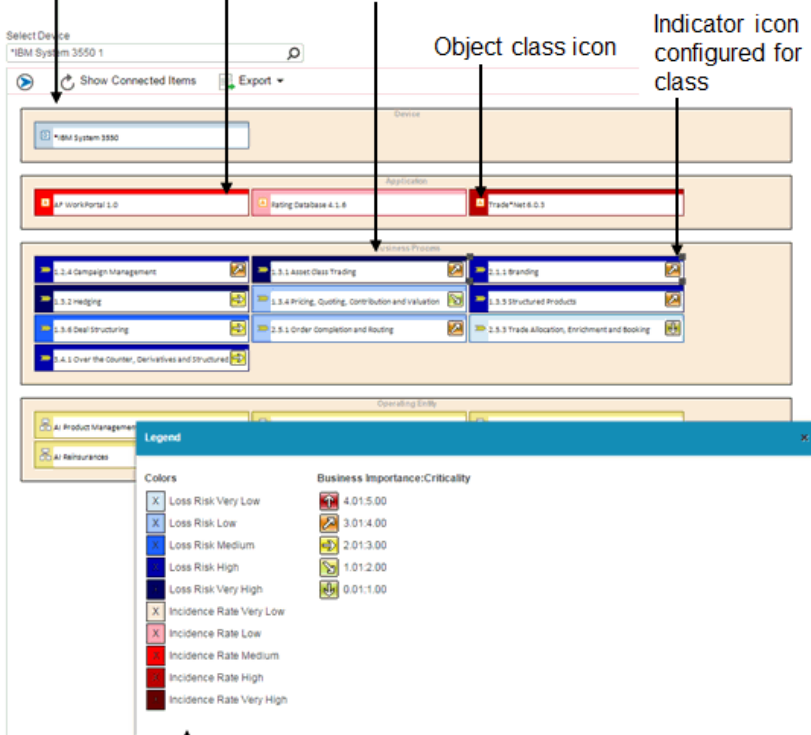 Indicator icon
configured for
class
Object class icon
Select Device
*IBM System 3550 1
Show Connected Items Export
Device
*IBM System 3550
Application
AF WorkPortal 1.0 Rating Database 4.1.6 Trade*Net 6.0.3
Business Process
1.2.4 Campaign Management 1.3.1 Asset Class Trading 2.1.1 Branding
1.3.2 Hedging 1.3.4 Pricing, Quoting, Contribution and Valuation 1.3.5 Structured Products
1.3.6 Deal Structuring 2.5.1 Order Completion and Routing 2.5.3 Trade Allocation, Enrichment and Booking
3.4.1 Over the Counter, Derivatives and Structured
Operating Entity
AI Product Managemen
AI Reinsurances
Legend x
Colors Business Importance:Criticality
X Loss Risk Very Low 4.01:5.00
X Loss Risk Low 3.01:4.00
X Loss Risk Medium 2.01:3.00
Loss Risk High 1.01:2.00
Loss Risk Very High 0.01:1.00
X Incidence Rate Very Low
X Incidence Rate Low
X Incidence Rate Medium
X Incidence Rate High
Incidence Rate Very High